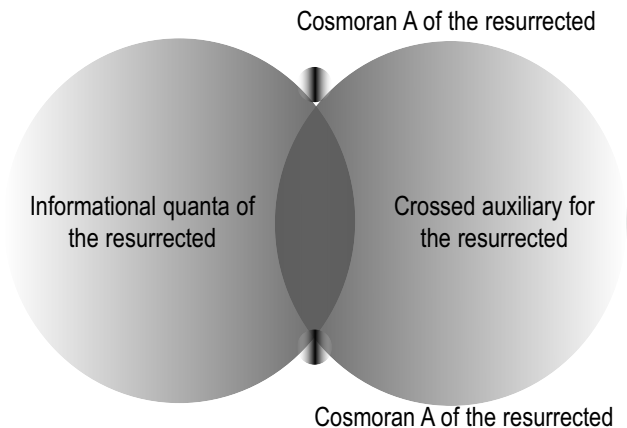 Cosmoran A of the resurrected
Informational quanta of
the resurrected
Crossed auxiliary for
the resurrected
Cosmoran A of the resurrected